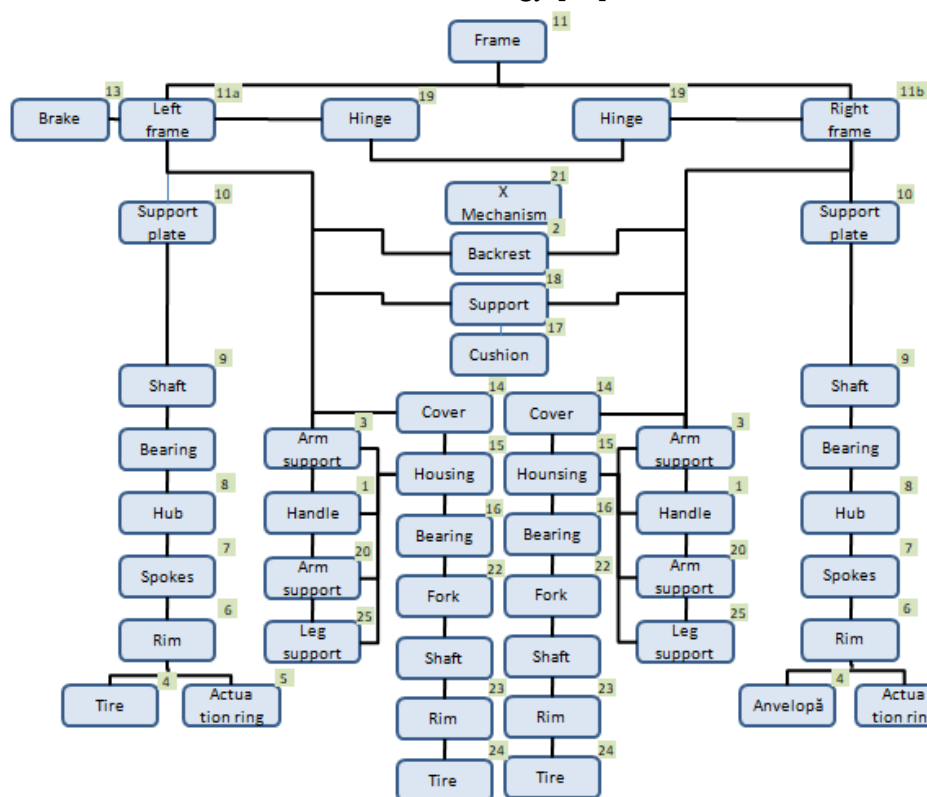 11
Frame
13
11a
19
19
11b
Brake
Left
frame
Hinge
Hinge
Right
frame
10
21
10
Support
plate
X
Mechanism
Support
plate
2
Backrest
18
Support
17
Cushion
9
14
14
9
Shaft
Cover
Cover
Shaft
3
15
15
3
Bearing
Arm
support
Housing
Hounsing
Arm
support
Bearing
8
1
16
16
1
8
Hub
Handle
Bearing
Bearing
Handle
Hub
7
20
22
22
20
7
Spokes
Arm
support
Fork
Fork
Arm
support
Spokes
6
25
25
6
Rim
Leg
support
Shaft
Shaft
Leg
support
Rim
4
5
23
23
4
Tire
Actua
tion ring
Rim
Rim
Anvelopă
Actua
tion rin
24
24
Tire
Tire